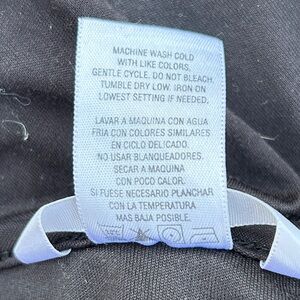 MACHINE WASH COLD
WITH LIKE COLORS.
GENTLE CYCLE. DO NOT BLEACH.
TUMBLE DRY LOW. IRON ON
LOWEST SETTING IF NEEDED.
LAVAR A MAQUINA CON AGUA
FRIA CON COLORES SIMILARES
EN CICLO DELICADO.
NO USAR BLANQUEADORES.
SECAR A MAQUINA
CON POCO CALOR.
SI FUESE NECESARIO PLANCHAR
CON LA TEMPERATURA
MAS BAJA POSIBLE.